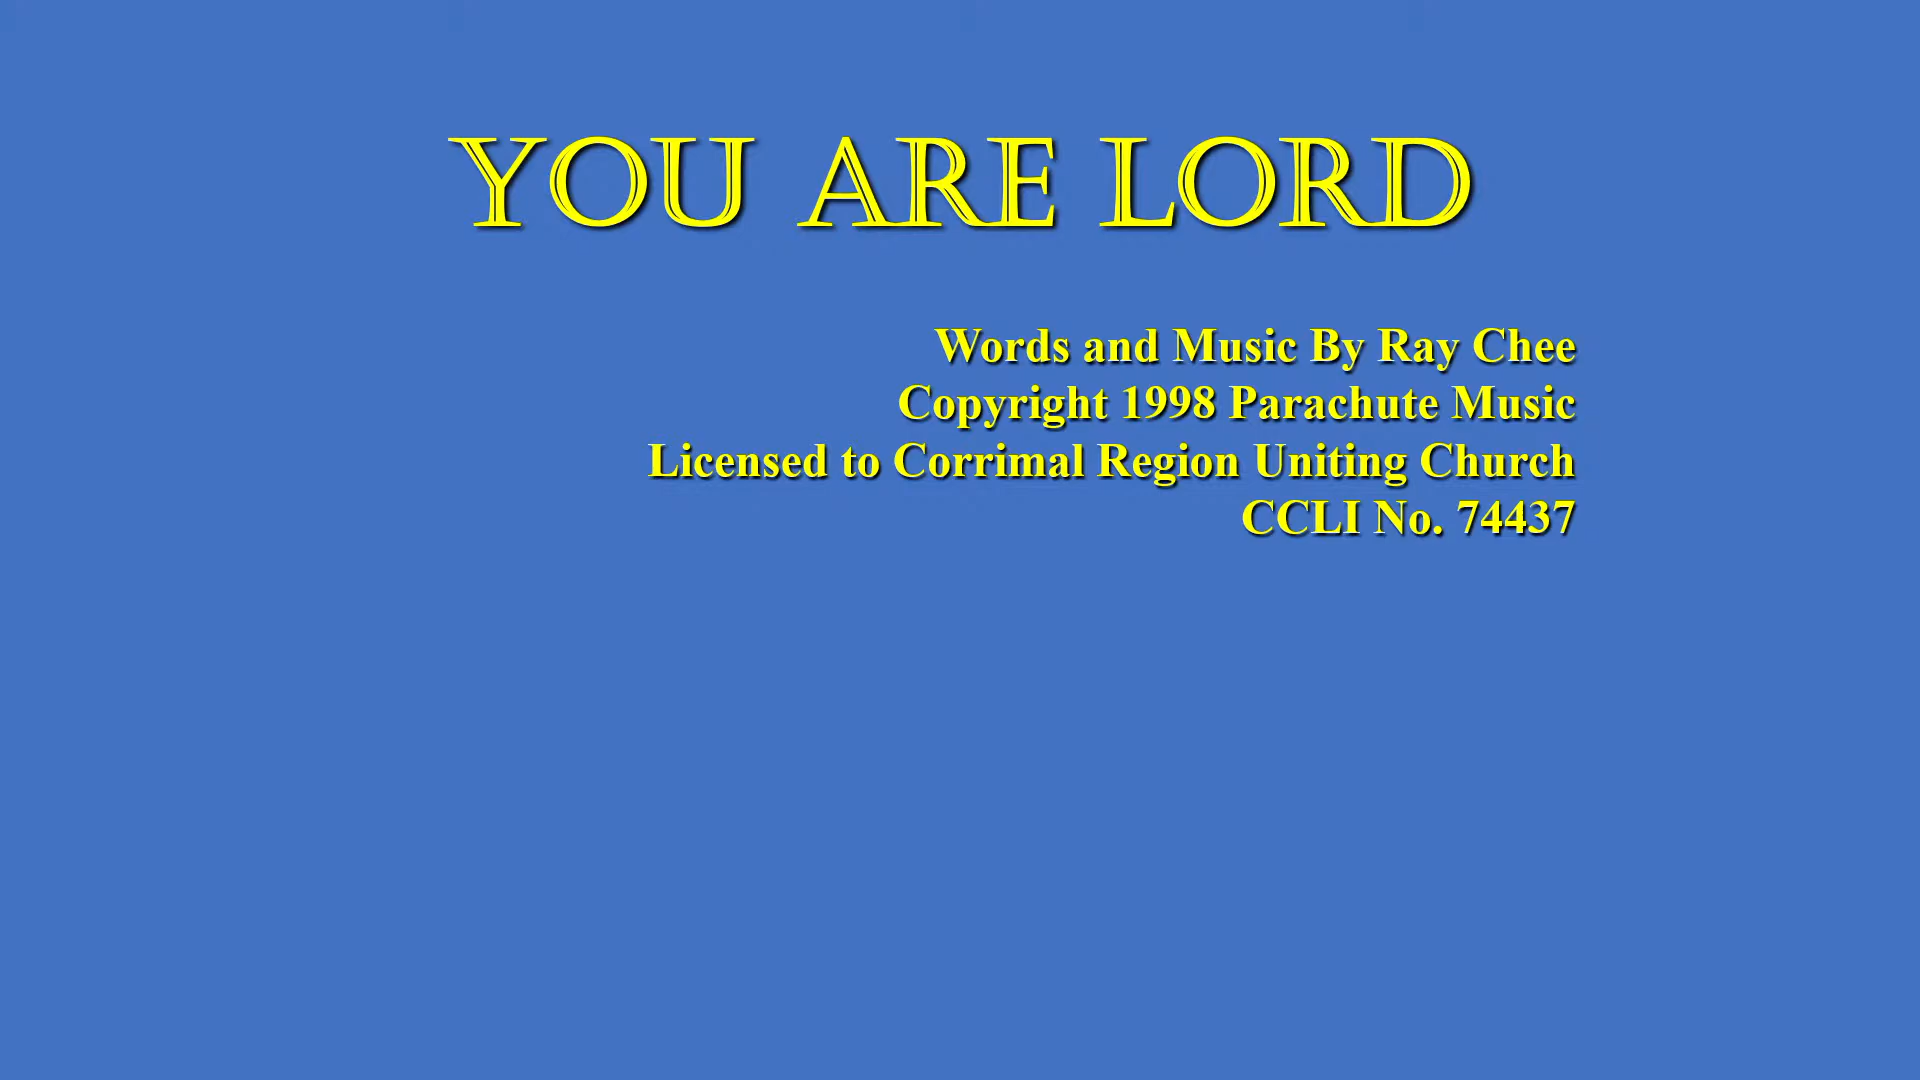 YOU ARE LORD
Words and Music By Ray Chee
Copyright 1998 Parachute Music
Licensed to Corrimal Region Uniting Church
CCLI No. 74437